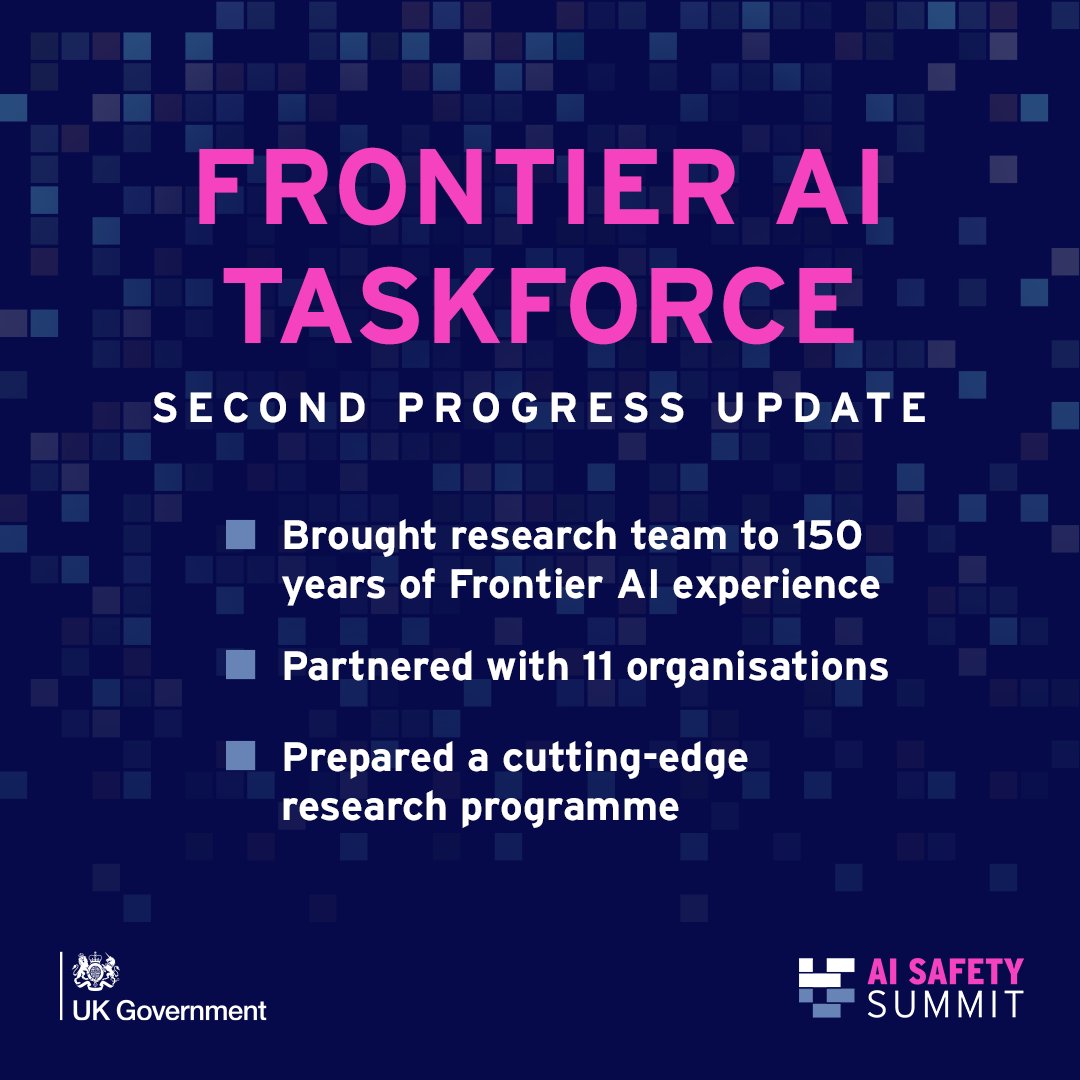 FRONTIER AI
TASKFORCE
SECOND PROGRESS UPDATE
Brought research team to 150
years of Frontier AI experience
Partnered with 11 organisations
Prepared a cutting-edge
research programme
UK Government
AI SAFETY
SUMMIT